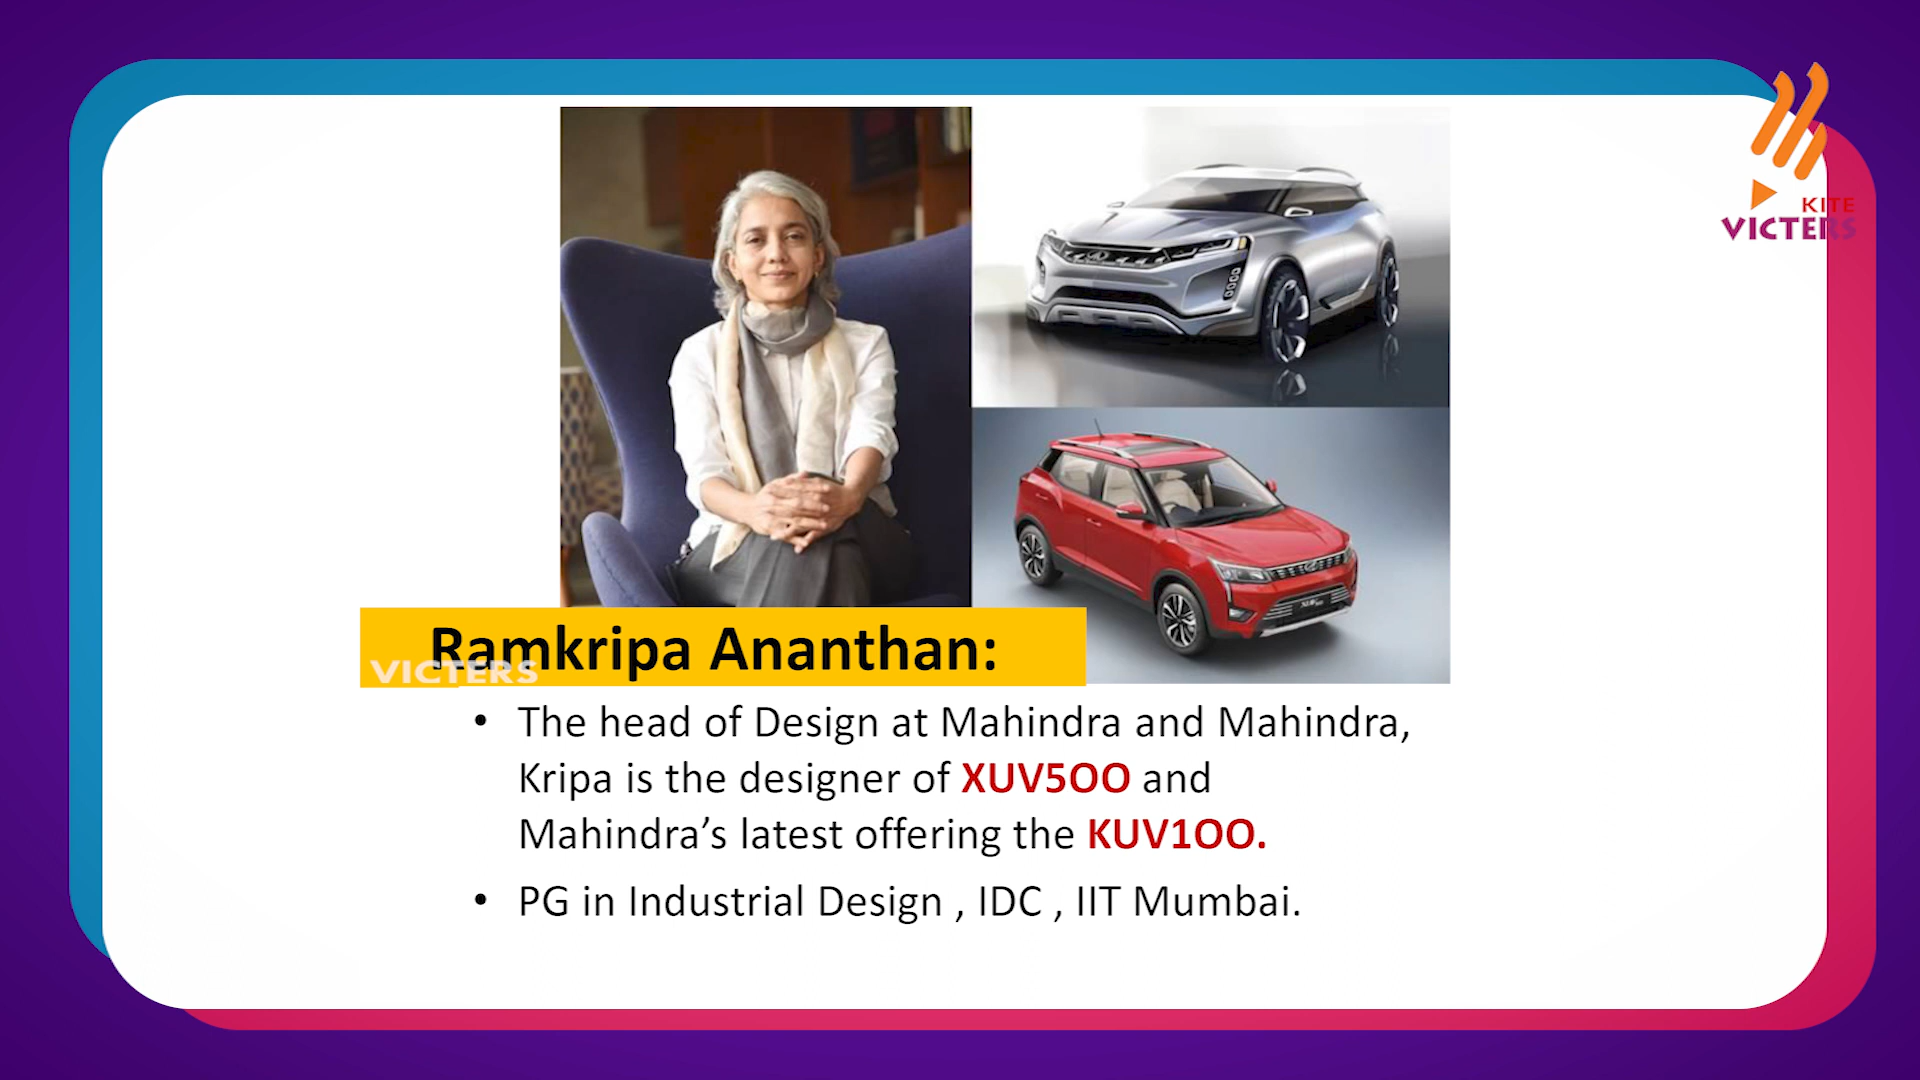 KITE
VICTERS
Ramkripa Ananthan:
VICTERS
• The head of Design at Mahindra and Mahindra,
Kripa is the designer of XUV5OO and
Mahindra’s latest offering the KUV1OO.
• PG in Industrial Design , IDC , IIT Mumbai.